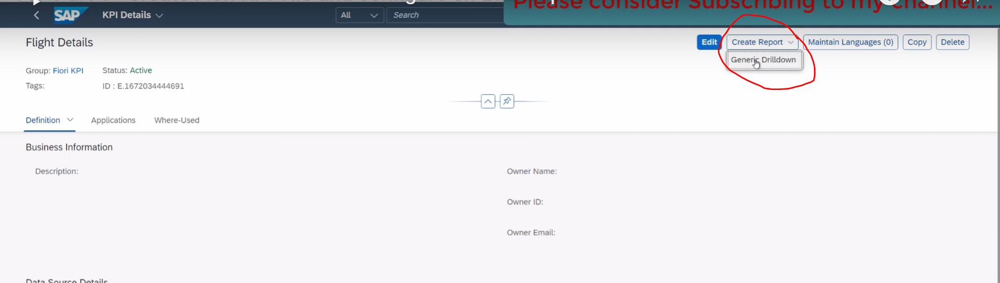 Please consider Subscribing to my channel...
SAP KPI Details All Search
Flight Details Edit Create Report Maintain Languages (0) Copy Delete
Generic Drilldown
Group: Fiori KPI Status: Active
Tags: ID : E.1672034444691
Definition Applications Where-Used
Business Information
Description: Owner Name:
Owner ID:
Owner Email:
Data Source Details